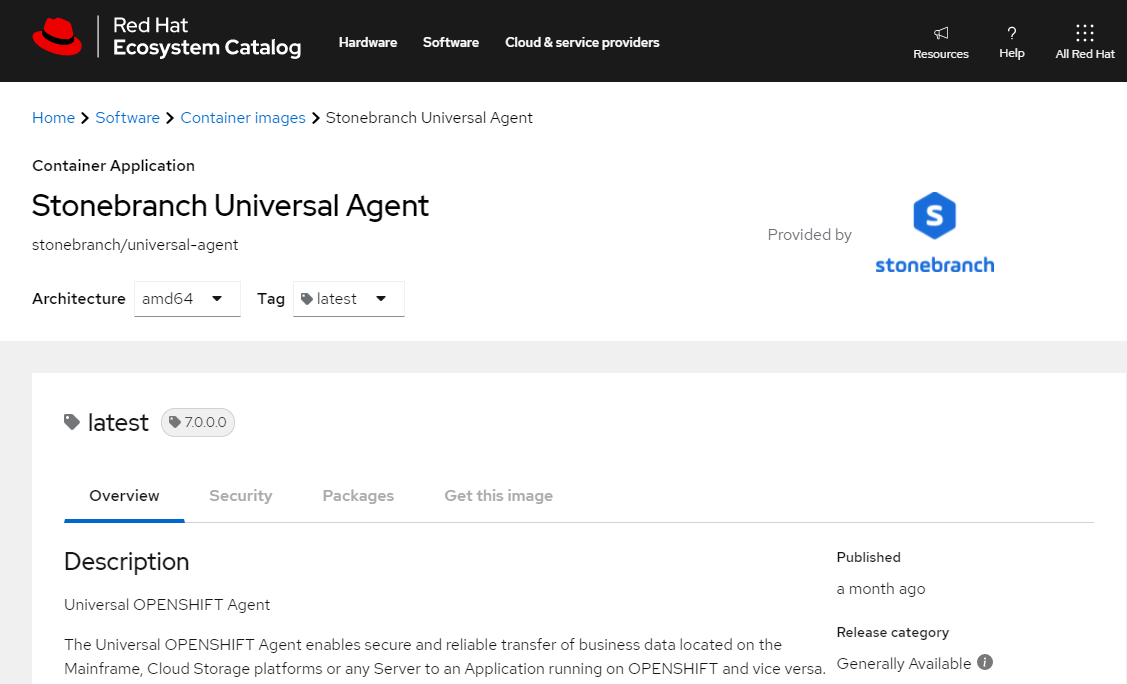 Red Hat
Ecosystem Catalog
Hardware
Software
Cloud & service providers
Resources
?
Help
All Red Hat
Home > Software > Container images > Stonebranch Universal Agent
Container Application
Stonebranch Universal Agent
stonebranch/universal-agent
Provided by
S
stonebranch
Architecture
amd64
Tag
latest
latest
7.0.0.0
Overview
Security
Packages
Get this image
Description
Universal OPENSHIFT Agent
The Universal OPENSHIFT Agent enables secure and reliable transfer of business data located on the
Mainframe, Cloud Storage platforms or any Server to an Application running on OPENSHIFT and vice versa.
Published
a month ago
Release category
Generally Available i